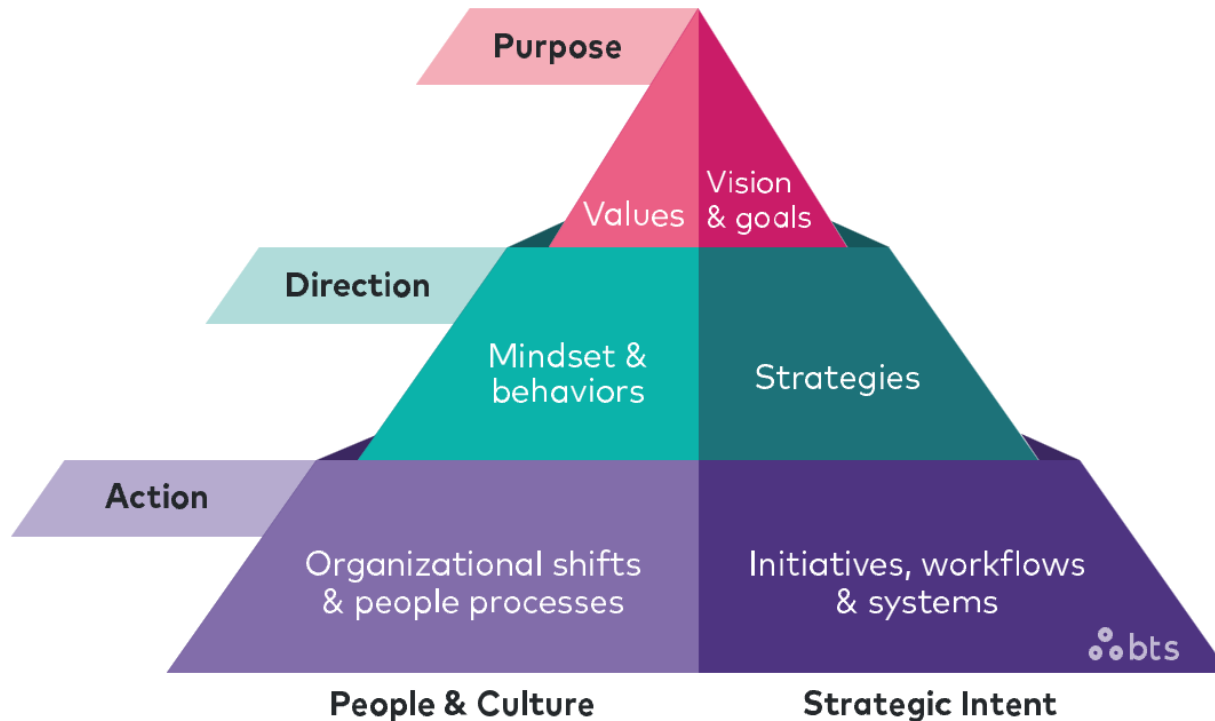 Purpose
Values
Vision
& goals
Direction
Mindset &
behaviors
Strategies
Action
Organizational shifts
& people processes
Initiatives, workflows
& systems
bts
People & Culture
Strategic Intent